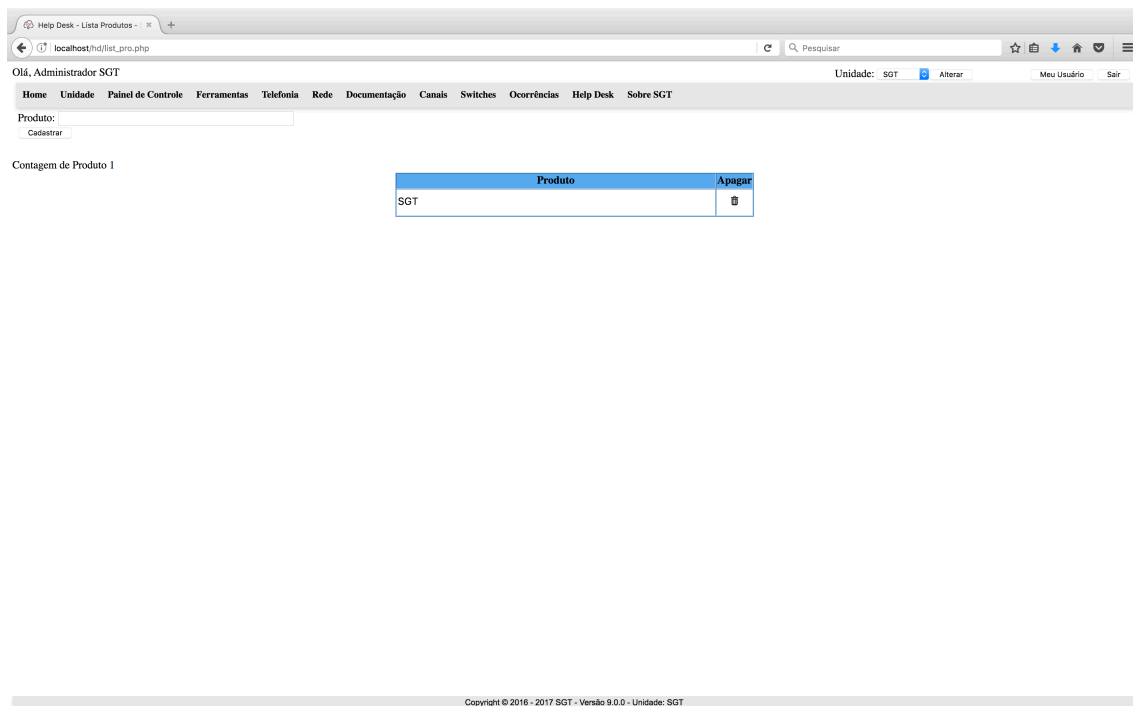 Help Desk - Lista Produtos -
localhost/hd/list_pro.php
Pesquisar
Olá, Administrador SGT
Unidade: SGT Alterar Meu Usuário Sair
Home Unidade Painel de Controle Ferramentas Telefonia Rede Documentação Canais Switches Ocorrências Help Desk Sobre SGT
Produto:
Cadastrar
Contagem de Produto 1
Produto Apagar
SGT
Copyright © 2016 - 2017 SGT - Versão 9.0.0 - Unidade: SGT